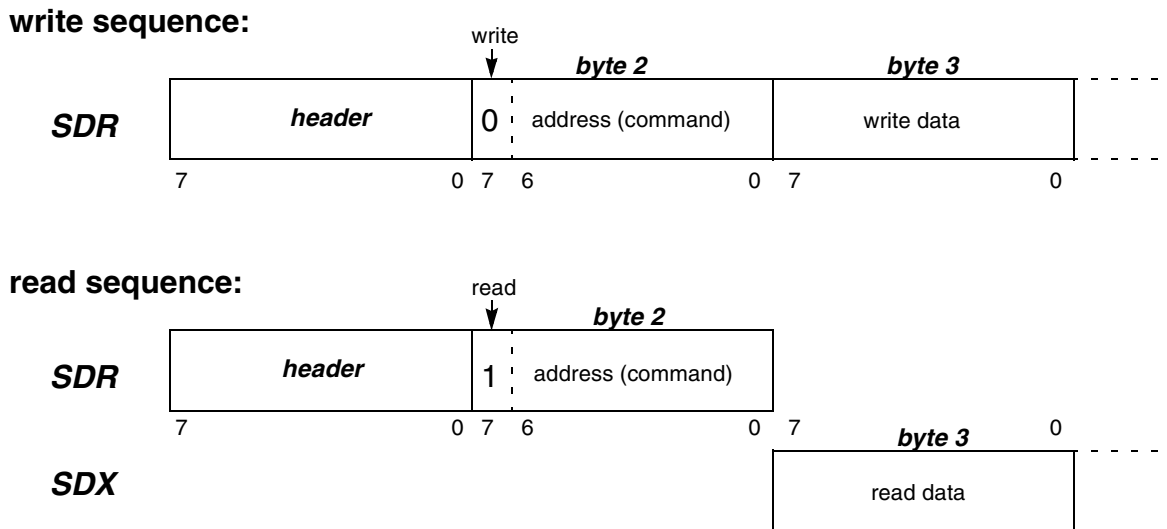 write sequence:
write
byte 2
byte 3
SDR
header
0
address (command)
write data
7 0 7 6 0 7 0
read sequence:
read
byte 2
SDR
header
1
address (command)
7 0 7 6 0 7 0
byte 3
SDX
read data